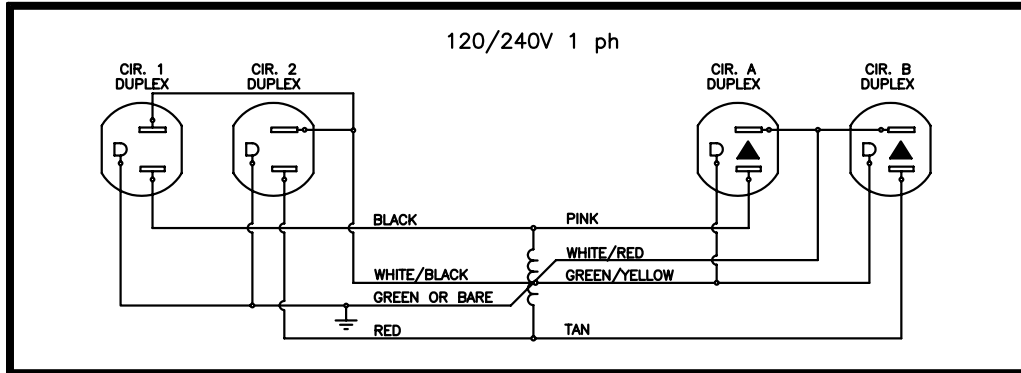 120/240V 1 ph
CIR. 1
DUPLEX
CIR. 2
DUPLEX
CIR. A
DUPLEX
CIR. B
DUPLEX
BLACK
PINK
WHITE/RED
WHITE/BLACK
GREEN/YELLOW
GREEN OR BARE
RED
TAN